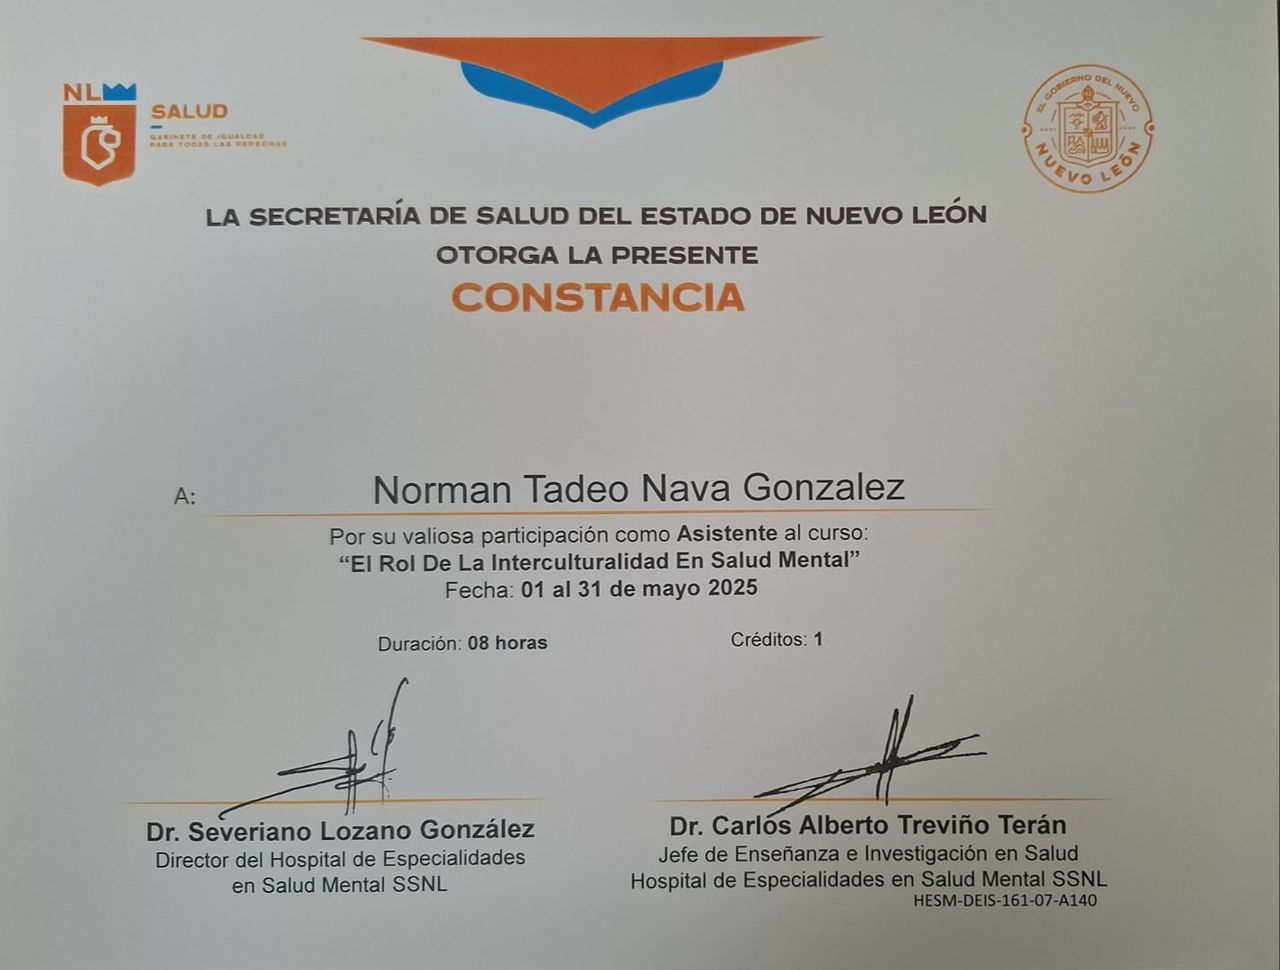 NL
SALUD
GABINETE DE IGUALDAD
PARA TODAS LAS PERSONAS
EL GOBIERNO DEL NUEVO
NUEVO LEÓN
2021 2027
LA SECRETARÍA DE SALUD DEL ESTADO DE NUEVO LEÓN
OTORGA LA PRESENTE
CONSTANCIA
A: Norman Tadeo Nava Gonzalez
Por su valiosa participación como Asistente al curso:
“El Rol De La Interculturalidad En Salud Mental”
Fecha: 01 al 31 de mayo 2025
Duración: 08 horas Créditos: 1
Dr. Severiano Lozano González
Director del Hospital de Especialidades
en Salud Mental SSNL
Dr. Carlos Alberto Treviño Terán
Jefe de Enseñanza e Investigación en Salud
Hospital de Especialidades en Salud Mental SSNL
HESM-DEIS-161-07-A140